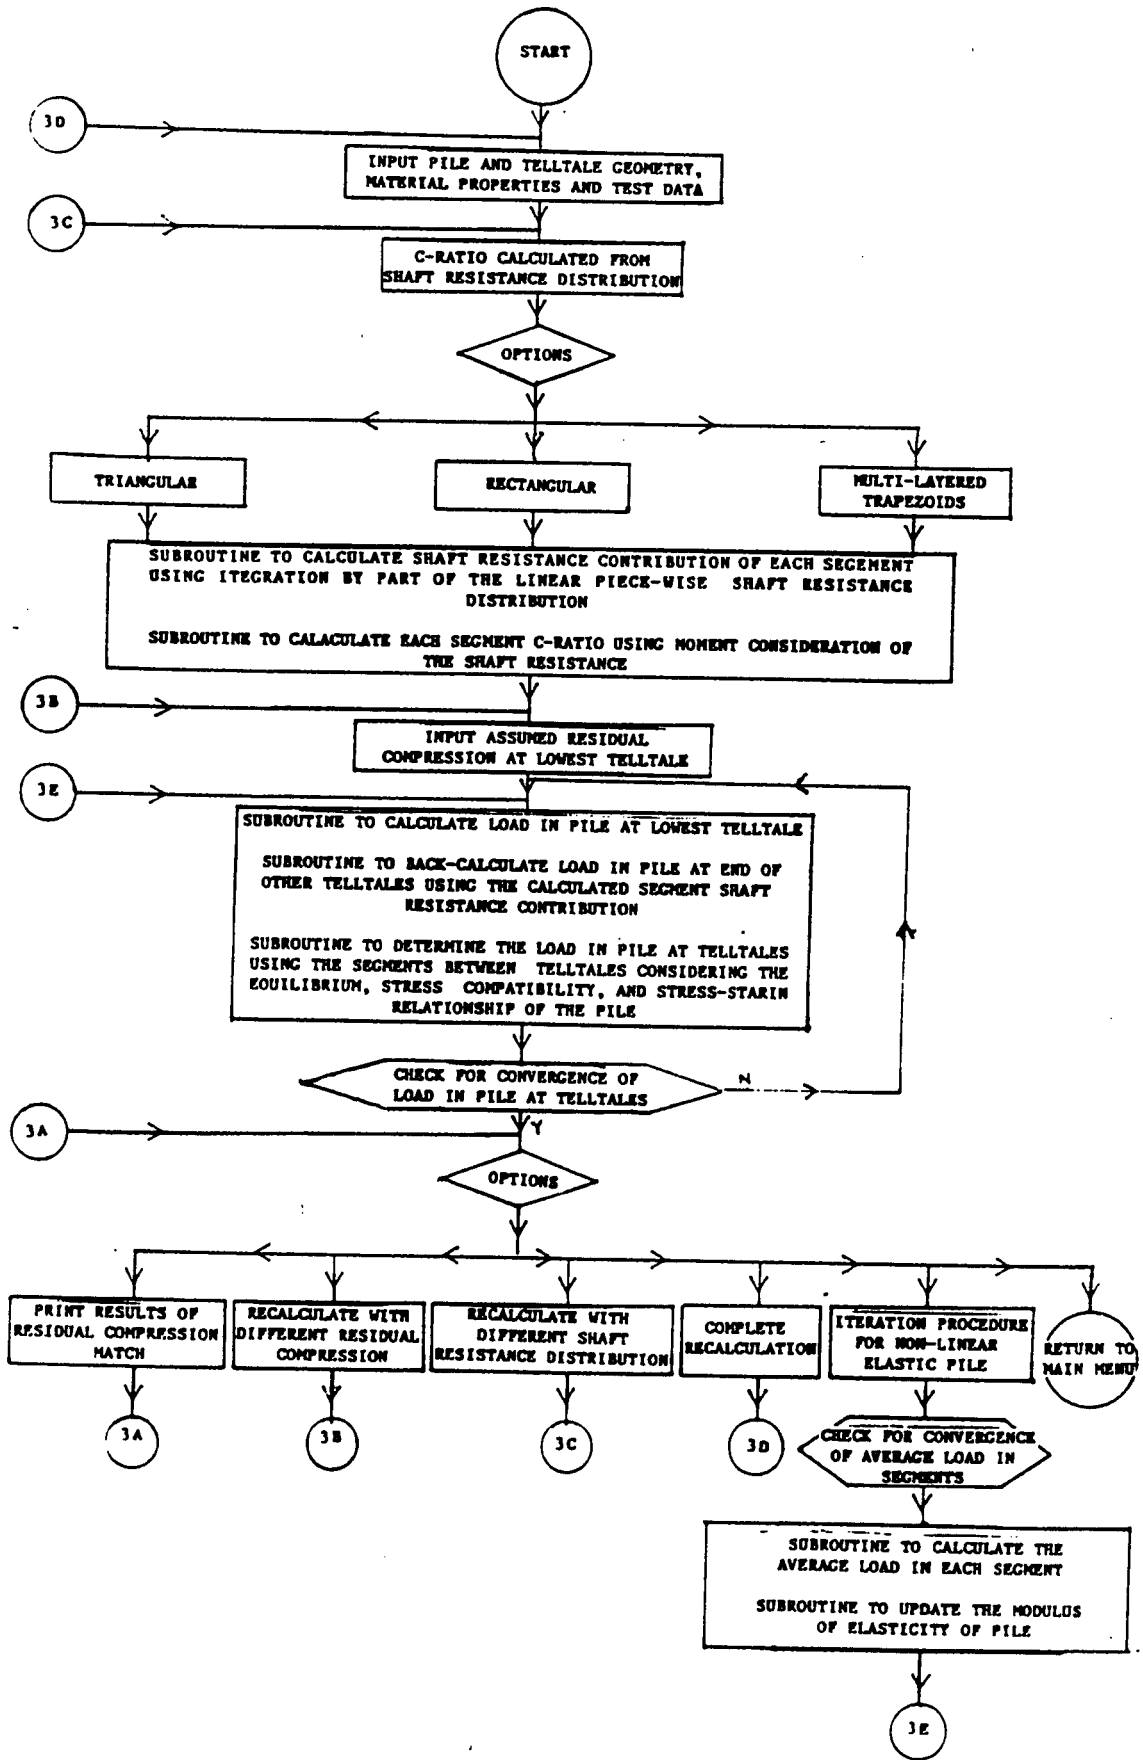 START
3D
INPUT PILE AND TELLTALE GEOMETRY,
MATERIAL PROPERTIES AND TEST DATA
3C
C-RATIO CALCULATED FROM
SHAFT RESISTANCE DISTRIBUTION
OPTIONS
TRIANGULAR
RECTANGULAR
MULTI-LAYERED
TRAPEZOIDS
SUBROUTINE TO CALCULATE SHAFT RESISTANCE CONTRIBUTION OF EACH SEGEMENT
USING ITEGRATION BY PART OF THE LINEAR PIECE-WISE SHAFT RESISTANCE
DISTRIBUTION
SUBROUTINE TO CALACULATE EACH SEGMENT C-RATIO USING MOMENT CONSIDERATION OF
THE SHAFT RESISTANCE
3B
INPUT ASSUMED RESIDUAL
COMPRESSION AT LOWEST TELLTALE
3E
SUBROUTINE TO CALCULATE LOAD IN PILE AT LOWEST TELLTALE
SUBROUTINE TO BACK-CALCULATE LOAD IN PILE AT END OF
OTHER TELLTALES USING THE CALCULATED SEGMENT SHAFT
RESISTANCE CONTRIBUTION
SUBROUTINE TO DETERMINE THE LOAD IN PILE AT TELLTALES
USING THE SEGMENTS BETWEEN TELLTALES CONSIDERING THE
EQUILIBRIUM, STRESS COMPATIBILITY, AND STRESS-STARIN
RELATIONSHIP OF THE PILE
CHECK FOR CONVERGENCE OF
LOAD IN PILE AT TELLTALES
N
Y
3A
OPTIONS
PRINT RESULTS OF
RESIDUAL COMPRESSION
MATCH
RECALCULATE WITH
DIFFERENT RESIDUAL
COMPRESSION
RECALCULATE WITH
DIFFERENT SHAFT
RESISTANCE DISTRIBUTION
COMPLETE
RECALCULATION
ITERATION PROCEDURE
FOR NON-LINEAR
ELASTIC PILE
RETURN TO
MAIN MENU
3A
3B
3C
3D
CHECK FOR CONVERGENCE
OF AVERAGE LOAD IN
SEGMENTS
SUBROUTINE TO CALCULATE THE
AVERAGE LOAD IN EACH SEGMENT
SUBROUTINE TO UPDATE THE MODULUS
OF ELASTICITY OF PILE
3E